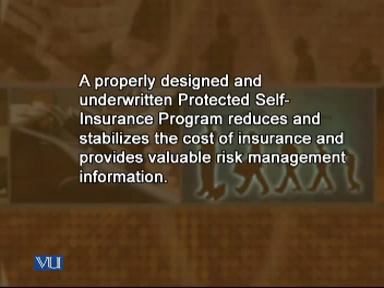 A properly designed and
underwritten Protected Self-
Insurance Program reduces and
stabilizes the cost of insurance and
provides valuable risk management
information.
VU